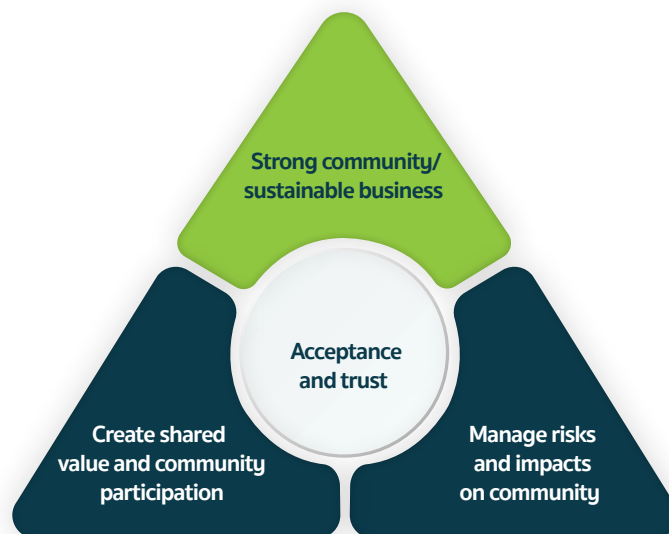 Strong community/
sustainable business
Acceptance
and trust
Create shared
value and community
participation
Manage risks
and impacts
on community